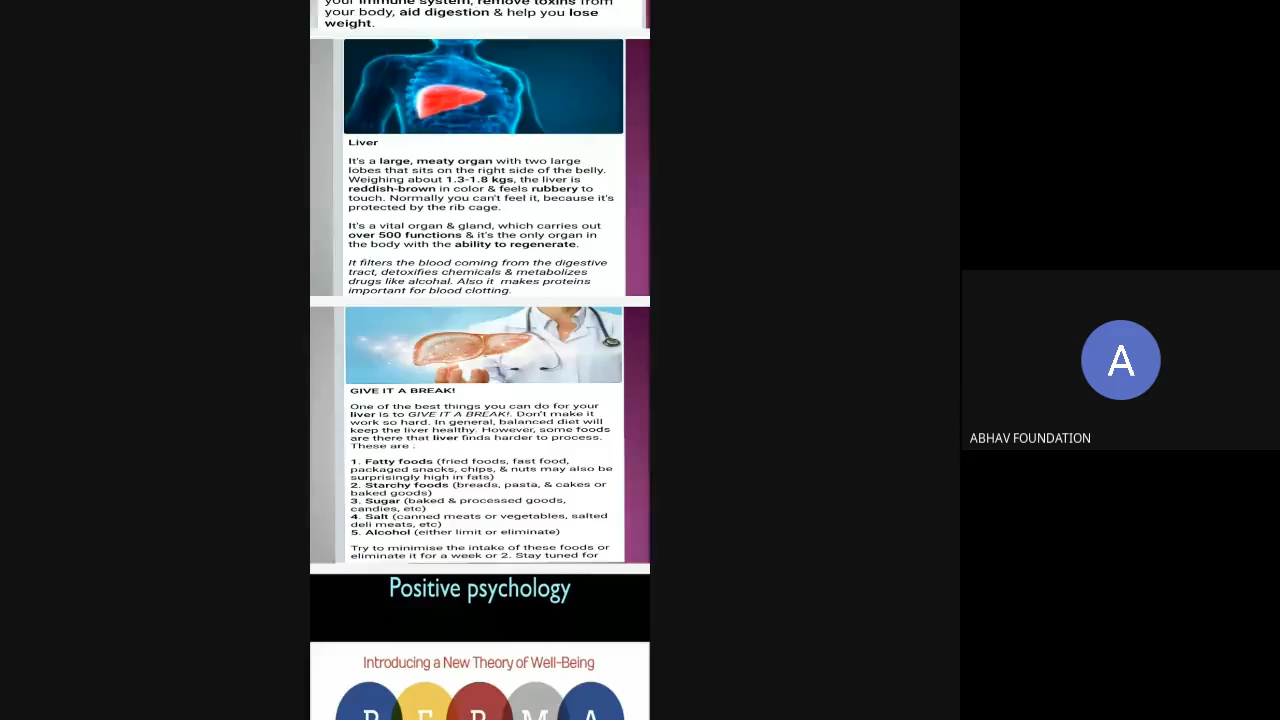 your immune system, remove toxins from
your body, aid digestion & help you lose
weight.
Liver
It's a large, meaty organ with two large
lobes that sits on the right side of the belly.
Weighing about 1.3-1.8 kgs, the liver is
reddish-brown in color & feels rubbery to
touch. Normally you can't feel it, because it's
protected by the rib cage.
It's a vital organ & gland, which carries out
over 500 functions & it's the only organ in
the body with the ability to regenerate.
It filters the blood coming from the digestive
tract, detoxifies chemicals & metabolizes
drugs like alcohal. Also it makes proteins
important for blood clotting.
GIVE IT A BREAK!
One of the best things you can do for your
liver is to GIVE IT A BREAK!. Don't make it
work so hard. In general, balanced diet will
keep the liver healthy. However, some foods
are there that liver finds harder to process.
These are :
1. Fatty foods (fried foods, fast food,
packaged snacks, chips, & nuts may also be
surprisingly high in fats)
2. Starchy foods (breads, pasta, & cakes or
baked goods)
3. Sugar (baked & processed goods,
candies, etc)
4. Salt (canned meats or vegetables, salted
deli meats, etc)
5. Alcohol (either limit or eliminate)
Try to minimise the intake of these foods or
eliminate it for a week or 2. Stay tuned for
Positive psychology
Introducing a New Theory of Well-Being
P E R M A
A
ABHAV FOUNDATION